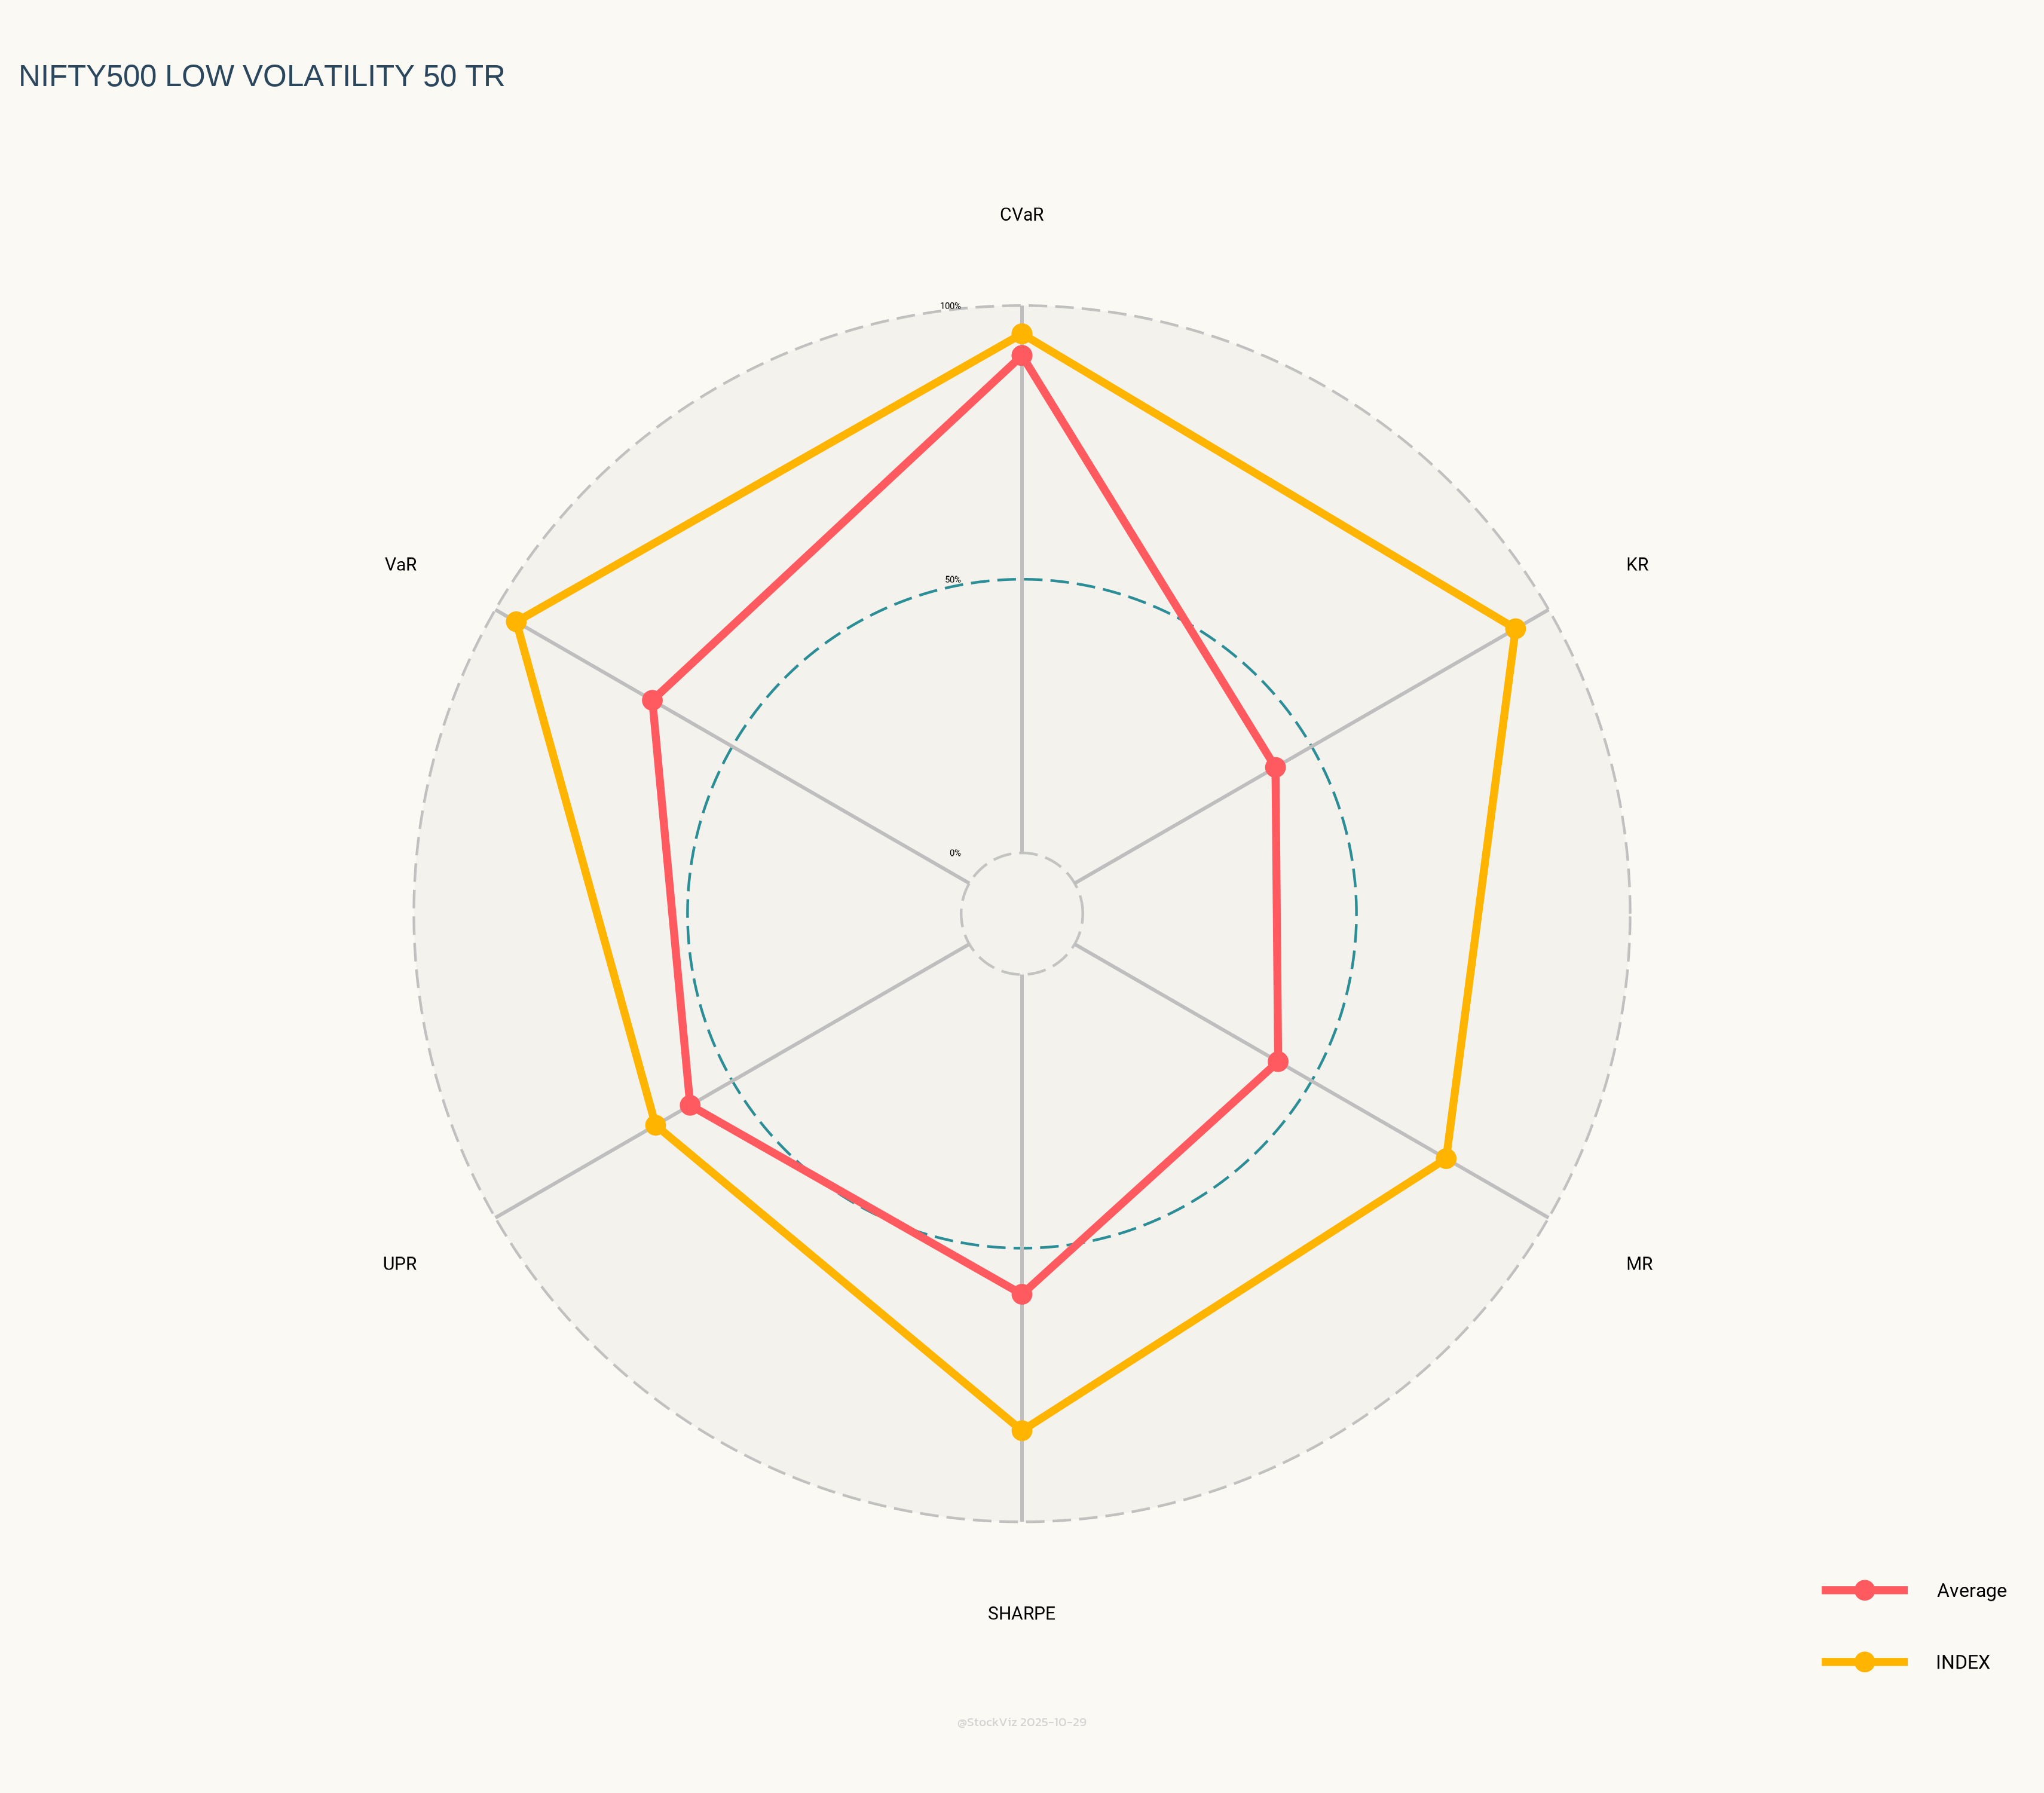 NIFTY500 LOW VOLATILITY 50 TR
CVaR
100%
VaR
KR
50%
0%
UPR
MR
SHARPE
Average
INDEX
@StockViz 2025-10-29